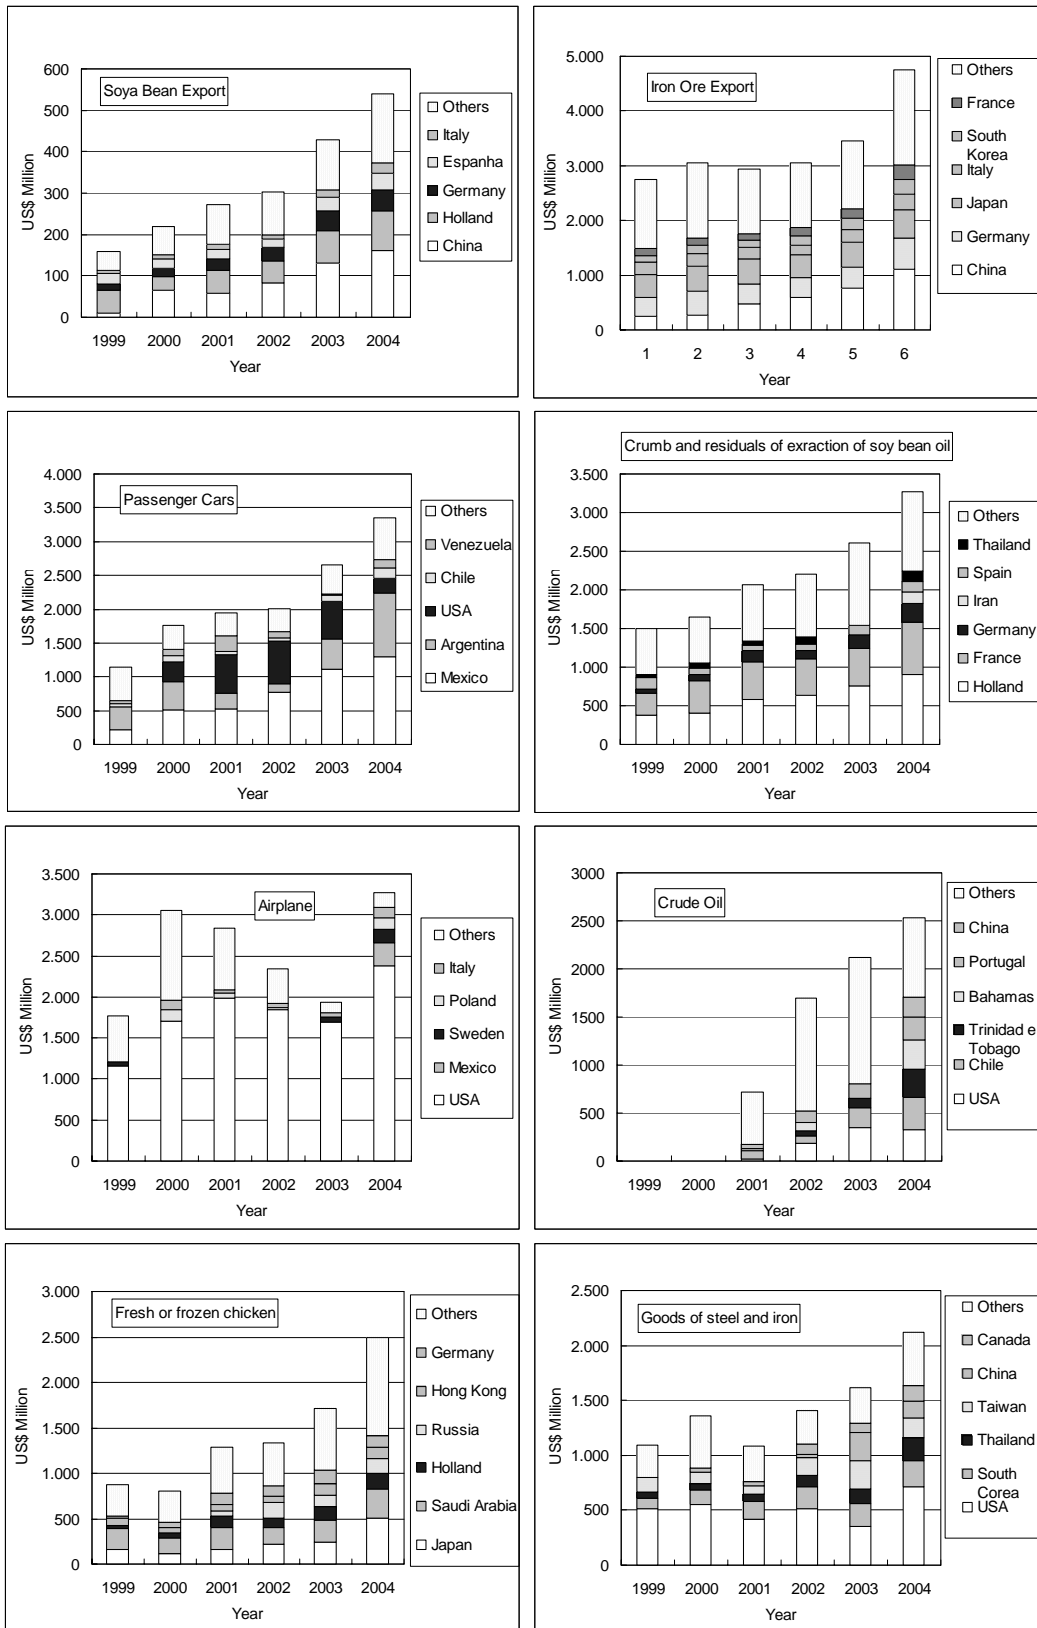 Soya Bean Export
US$ Million
600
500
400
300
200
100
0
1999 2000 2001 2002 2003 2004
Year
Others
Italy
Espanha
Germany
Holland
China
Iron Ore Export
US$ Million
5.000
4.000
3.000
2.000
1.000
0
1 2 3 4 5 6
Year
Others
France
South
Korea
Italy
Japan
Germany
China
Passenger Cars
US$ Million
4.000
3.500
3.000
2.500
2.000
1.500
1.000
500
0
1999 2000 2001 2002 2003 2004
Year
Others
Venezuela
Chile
USA
Argentina
Mexico
Crumb and residuals of exraction of soy bean oil
US$ Million
3.500
3.000
2.500
2.000
1.500
1.000
500
0
1999 2000 2001 2002 2003 2004
Year
Others
Thailand
Spain
Iran
Germany
France
Holland
Airplane
US$ Million
3.500
3.000
2.500
2.000
1.500
1.000
500
0
1999 2000 2001 2002 2003 2004
Year
Others
Italy
Poland
Sweden
Mexico
USA
Crude Oil
US$ Million
3000
2500
2000
1500
1000
500
0
1999 2000 2001 2002 2003 2004
Year
Others
China
Portugal
Bahamas
Trinidad e
Tobago
Chile
USA
Fresh or frozen chicken
US$ Million
3.000
2.500
2.000
1.500
1.000
500
0
1999 2000 2001 2002 2003 2004
Year
Others
Germany
Hong Kong
Russia
Holland
Saudi Arabia
Japan
Goods of steel and iron
US$ Million
2.500
2.000
1.500
1.000
500
0
1999 2000 2001 2002 2003 2004
Year
Others
Canada
China
Taiwan
Thailand
South
Corea
USA